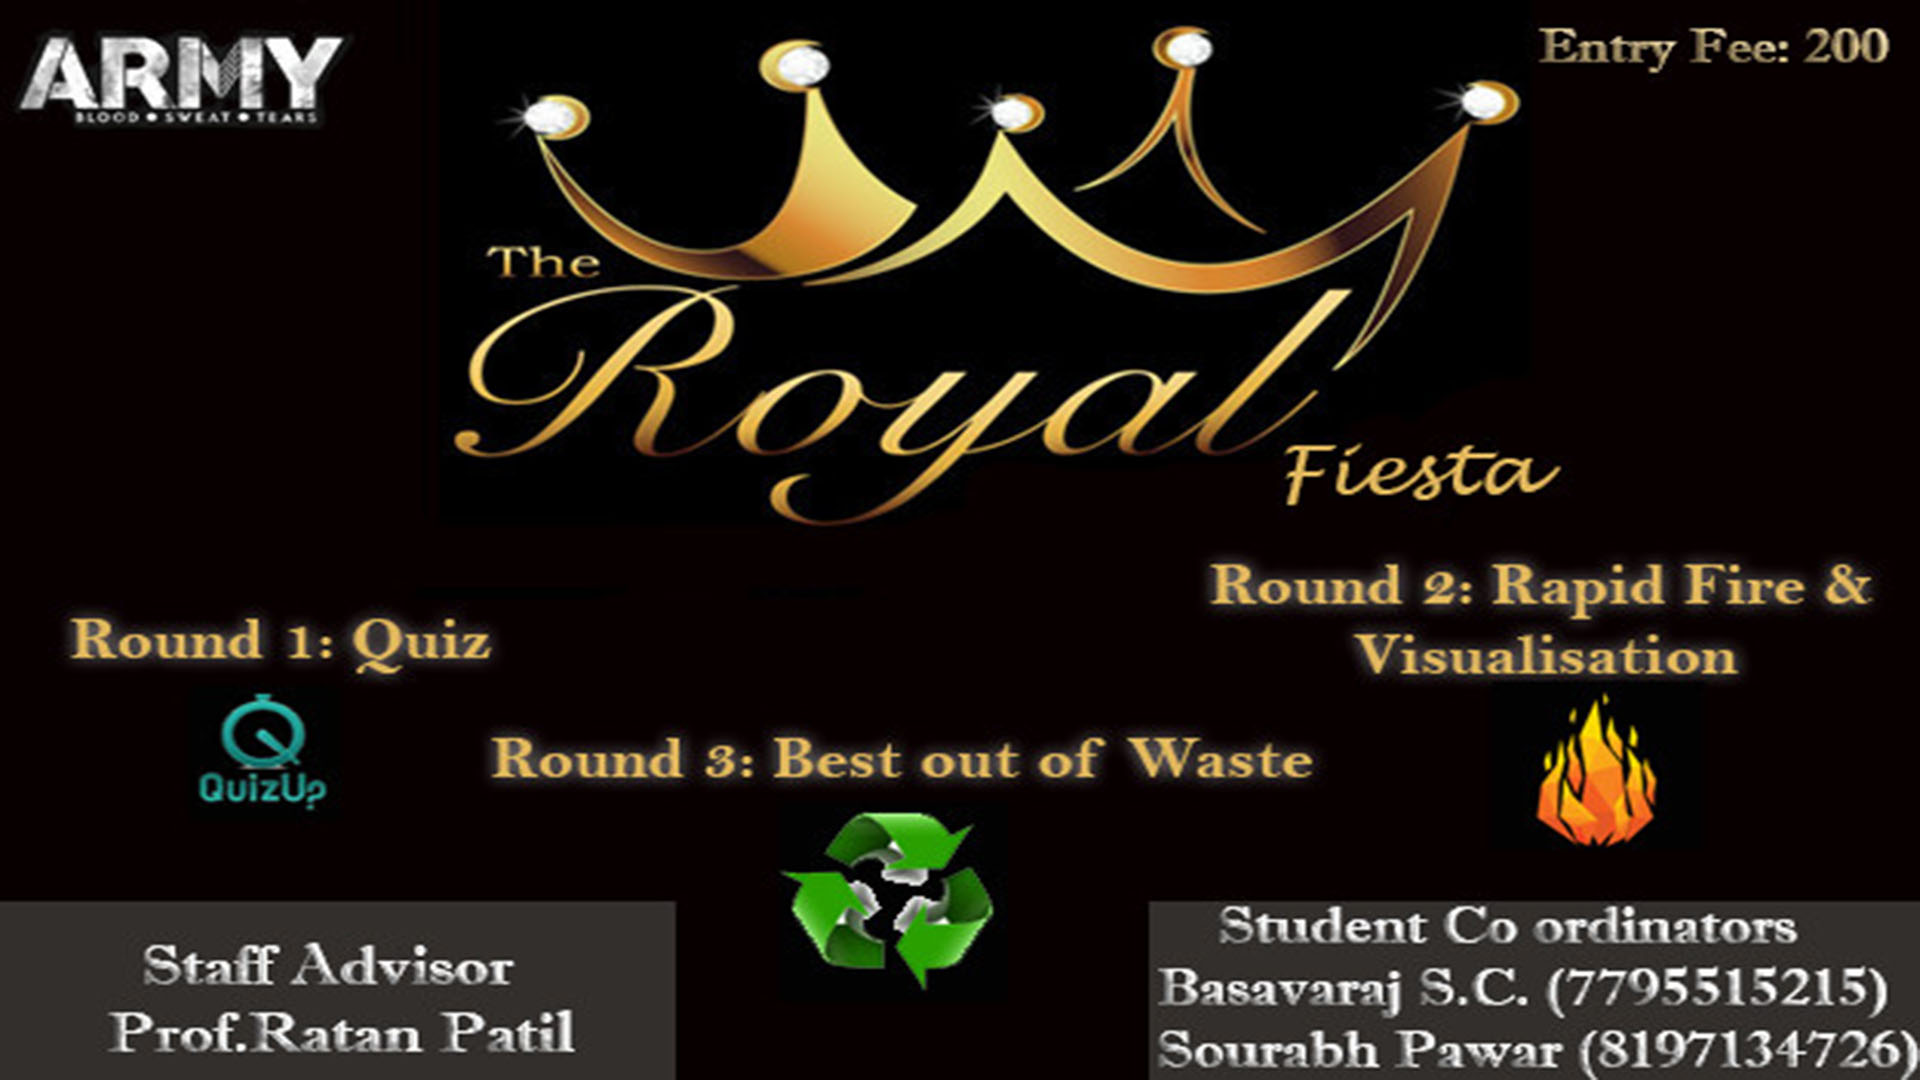 ARMY
BLOOD • SWEAT • TEARS
Entry Fee: 200
The
Royal
Fiesta
Round 1: Quiz
QuizUp
Round 2: Rapid Fire &
Visualisation
Round 3: Best out of Waste
Staff Advisor
Prof.Ratan Patil
Student Co ordinators
Basavaraj S.C. (7795515215)
Sourabh Pawar (8197134726)